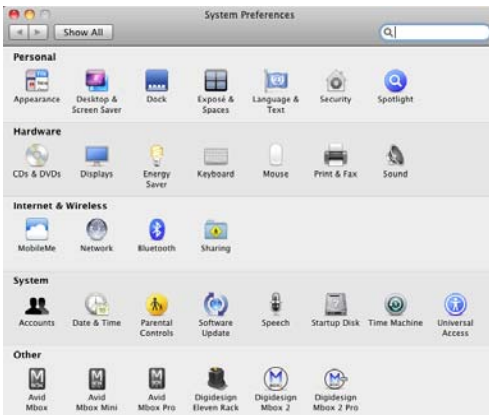 System Preferences
Show All
Personal
Appearance
Desktop &
Screen Saver
Dock
Exposé &
Spaces
Language &
Text
Security
Spotlight
Hardware
CDs & DVDs
Displays
Energy
Saver
Keyboard
Mouse
Print & Fax
Sound
Internet & Wireless
MobileMe
Network
Bluetooth
Sharing
System
Accounts
Date & Time
Parental
Controls
Software
Update
Speech
Startup Disk
Time Machine
Universal
Access
Other
Avid
Mbox
Avid
Mbox Mini
Avid
Mbox Pro
Digidesign
Eleven Rack
Digidesign
Mbox 2
Digidesign
Mbox 2 Pro